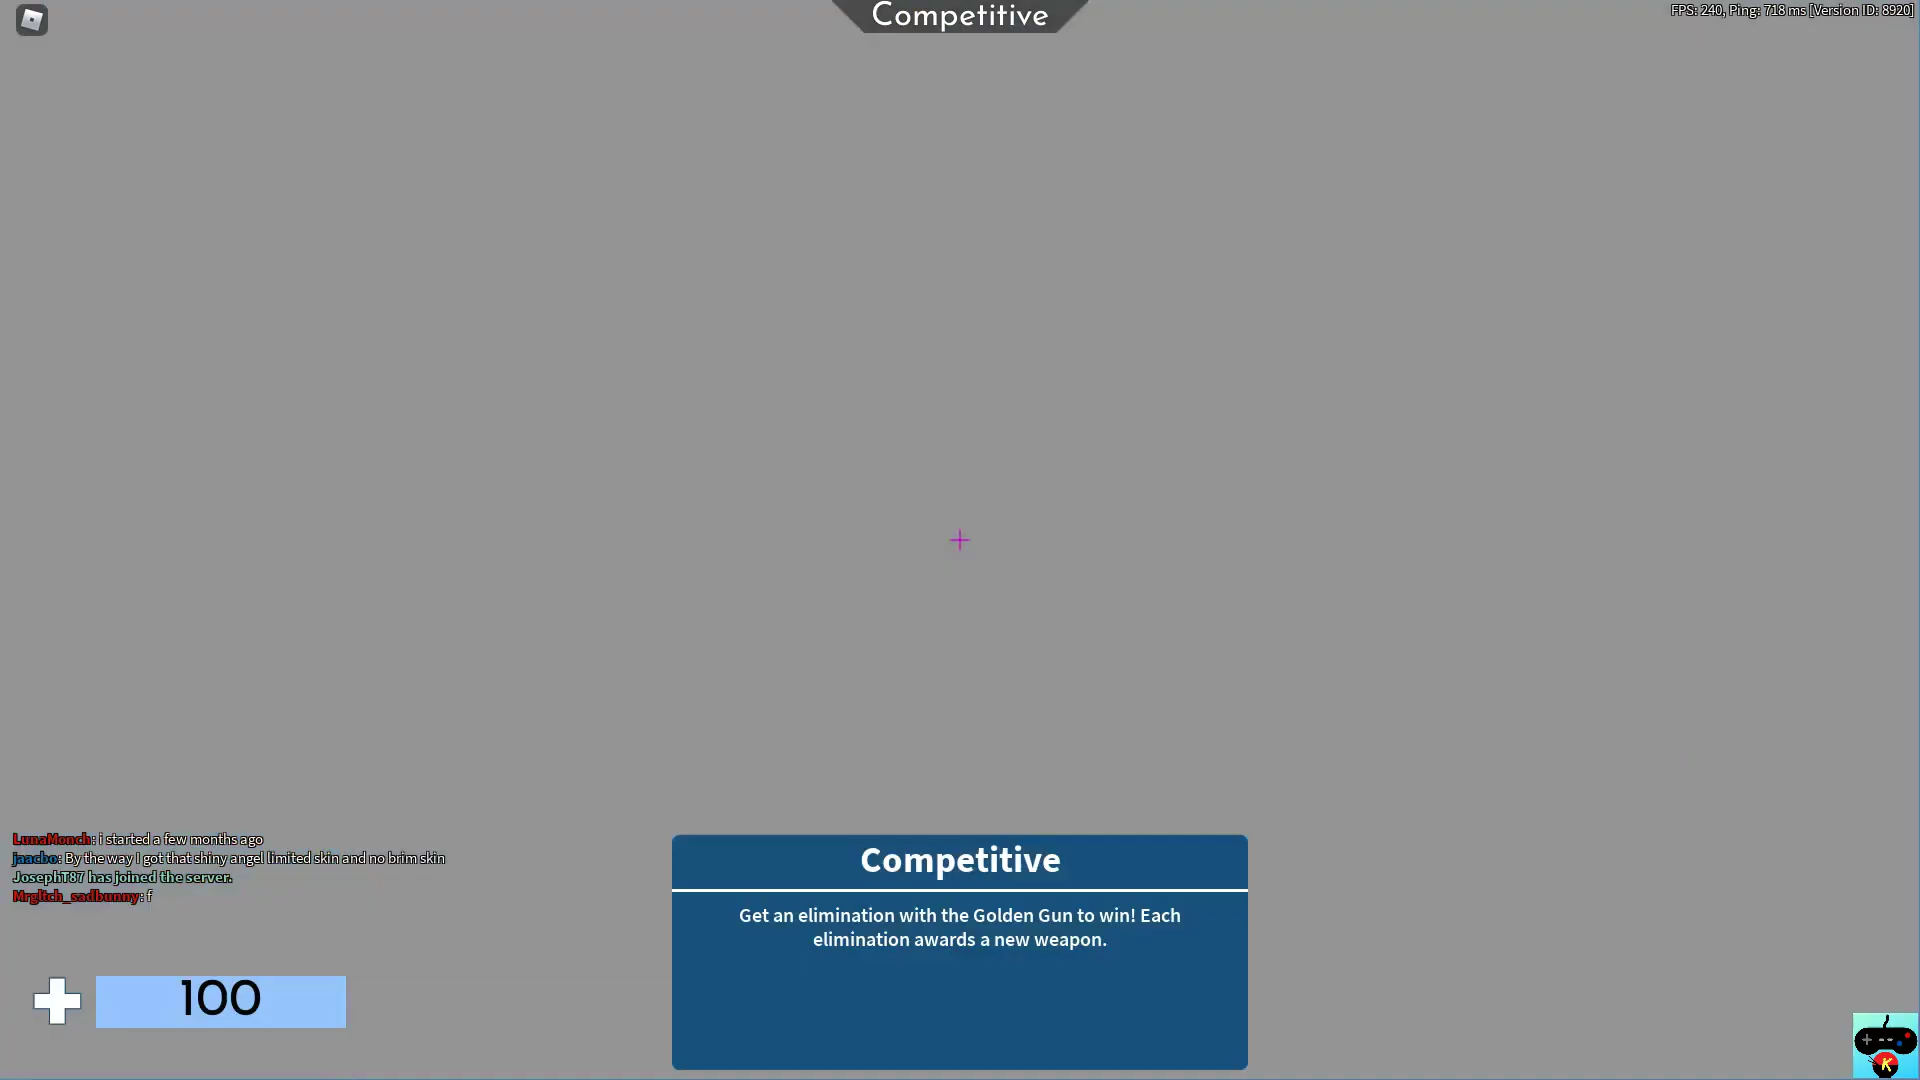 Competitive
FPS: 240, Ping: 718 ms [Version ID: 8920]
LunaMonch: i started a few months ago
jaacbo: By the way I got that shiny angel limited skin and no brim skin
JosephT87 has joined the server.
Mrglitch_sadbunny: f
Competitive
Get an elimination with the Golden Gun to win! Each
elimination awards a new weapon.
100
K